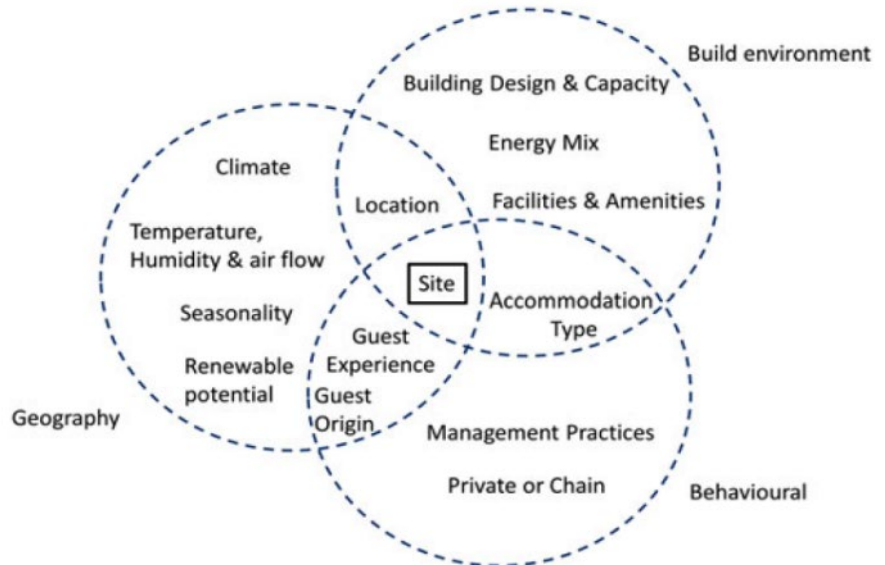 Build environment
Building Design & Capacity
Energy Mix
Facilities & Amenities
Climate
Location
Temperature,
Humidity & air flow
Site
Accommodation
Type
Seasonality
Guest
Experience
Renewable
potential
Guest
Origin
Geography
Management Practices
Private or Chain
Behavioural